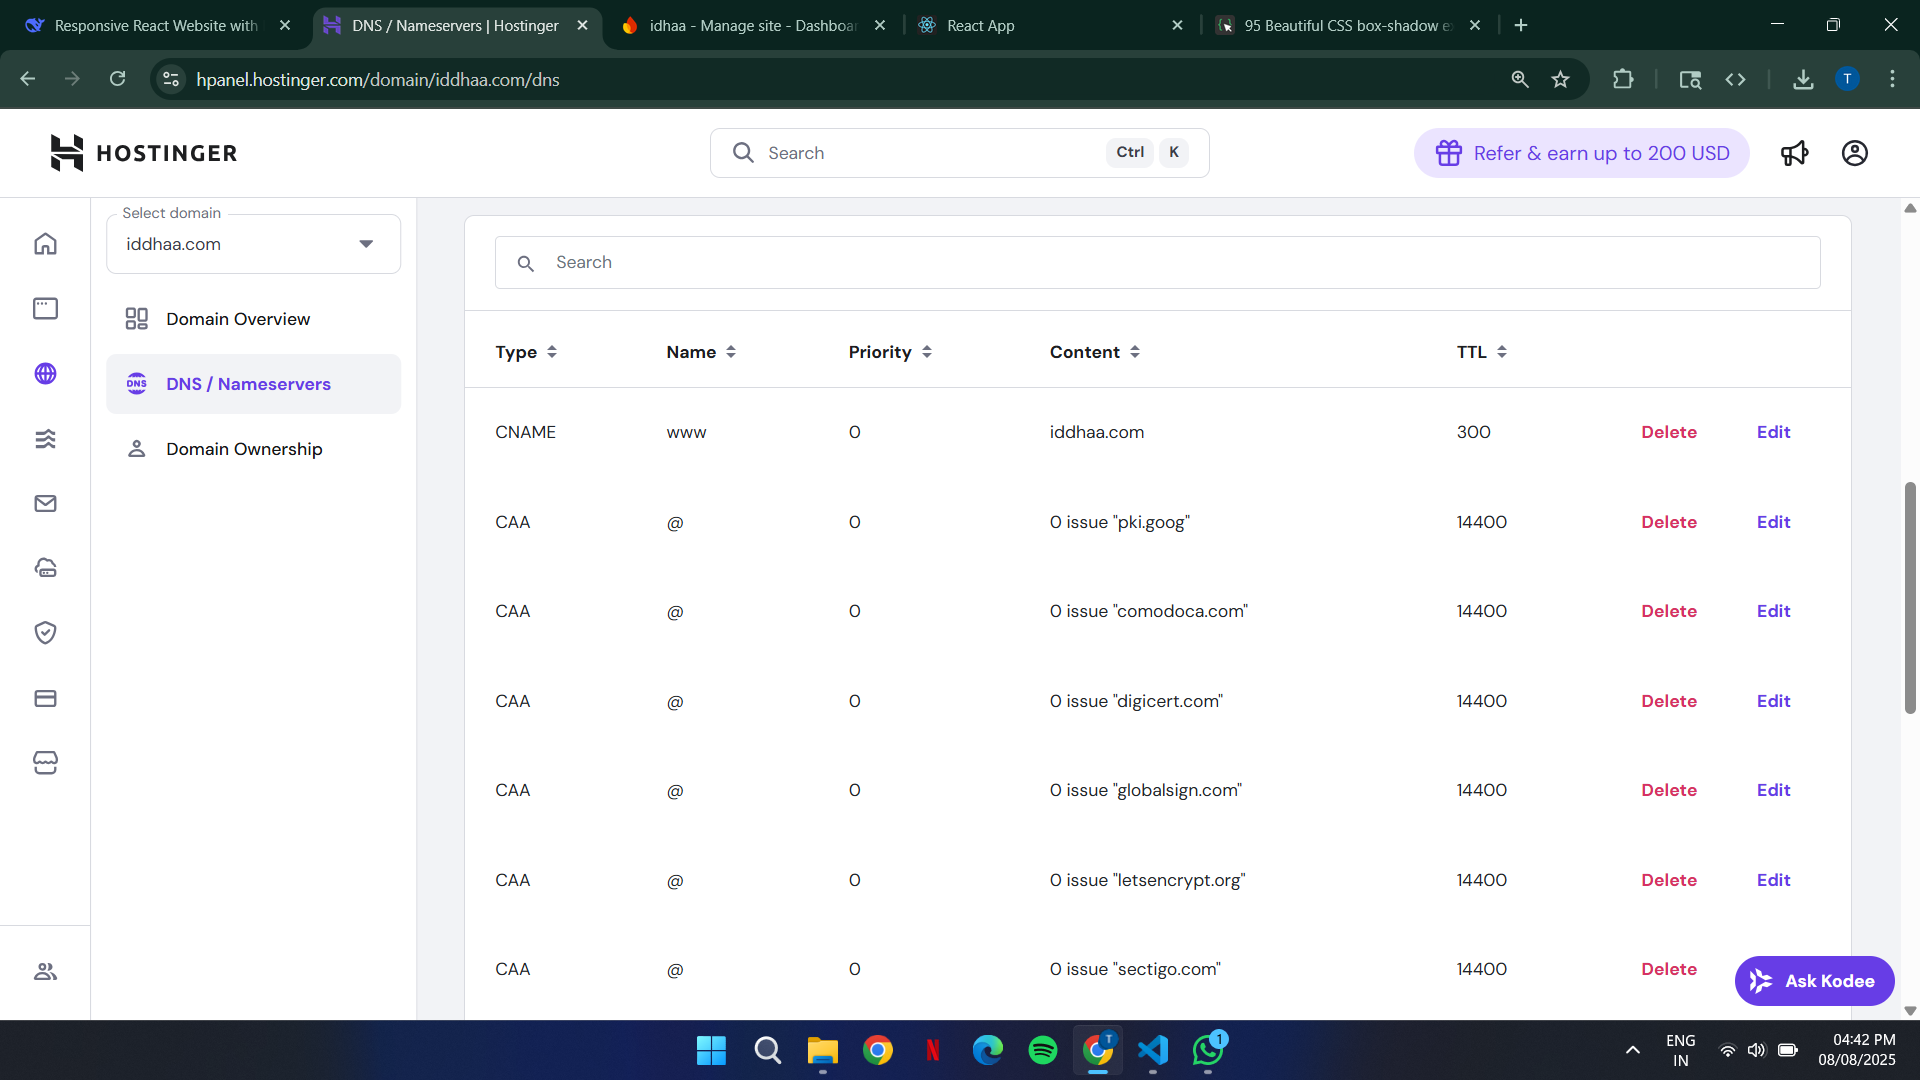 Responsive React Website with
DNS / Nameservers | Hostinger
idhaa - Manage site - Dashboar
React App
95 Beautiful CSS box-shadow e
hpanel.hostinger.com/domain/iddhaa.com/dns
T
HOSTINGER
Search
Ctrl
K
Refer & earn up to 200 USD
Select domain
iddhaa.com
Domain Overview
DNS
DNS / Nameservers
Domain Ownership
Search
Type Name Priority Content TTL
CNAME www 0 iddhaa.com 300 Delete Edit
CAA @ 0 0 issue "pki.goog" 14400 Delete Edit
CAA @ 0 0 issue "comodoca.com" 14400 Delete Edit
CAA @ 0 0 issue "digicert.com" 14400 Delete Edit
CAA @ 0 0 issue "globalsign.com" 14400 Delete Edit
CAA @ 0 0 issue "letsencrypt.org" 14400 Delete Edit
CAA @ 0 0 issue "sectigo.com" 14400 Delete
Ask Kodee
N
T
1
ENG
IN
04:42 PM
08/08/2025